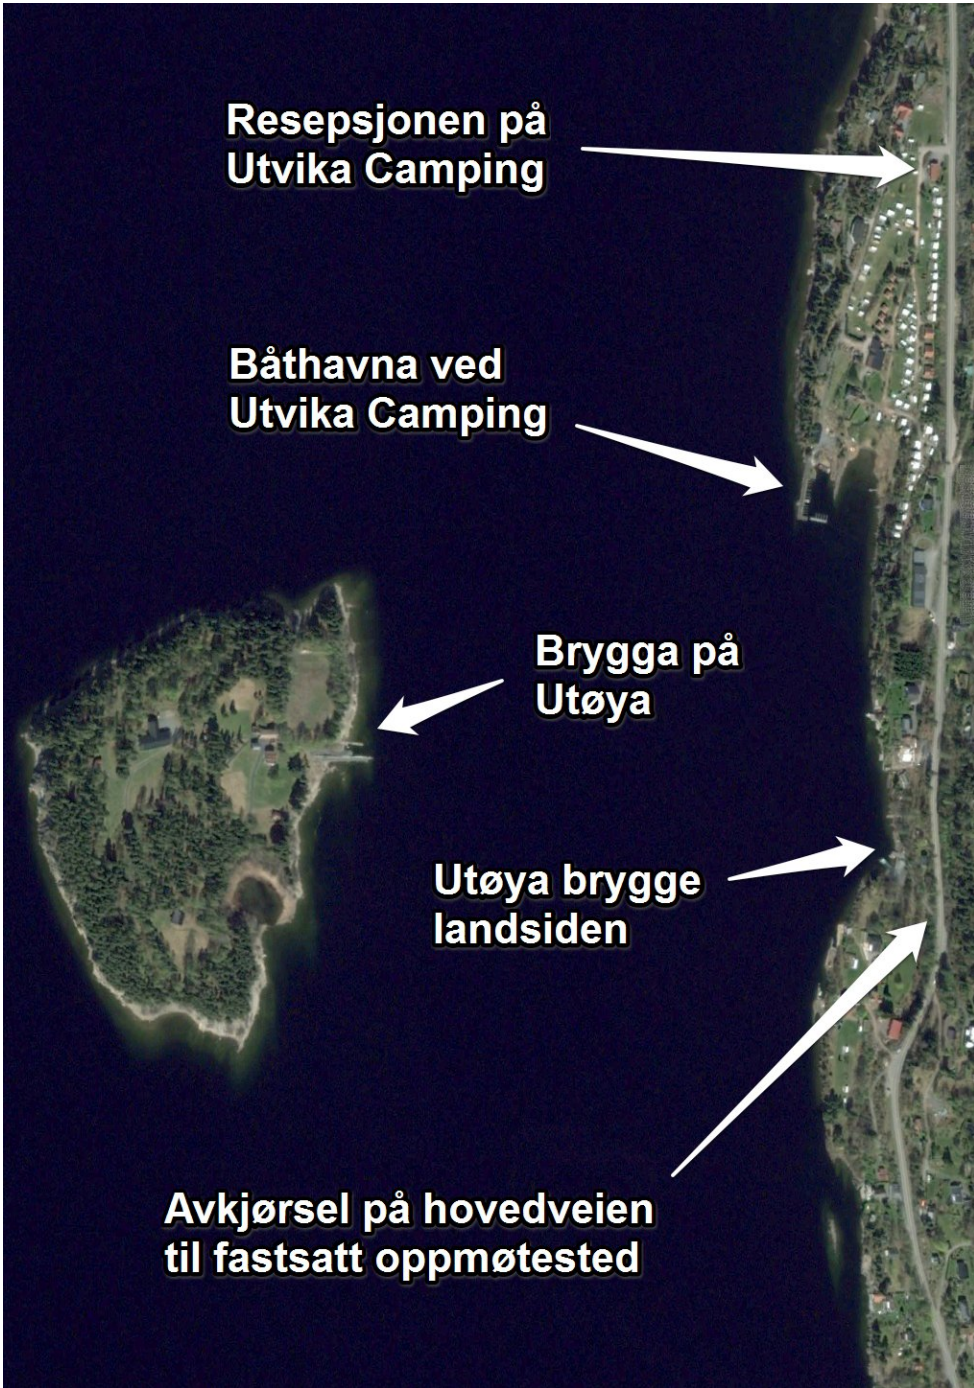 Resepsjonen på
Utvika Camping
Båthavna ved
Utvika Camping
Brygga på
Utøya
Utøya brygge
landsiden
Avkjørsel på hovedveien
til fastsatt oppmøtested